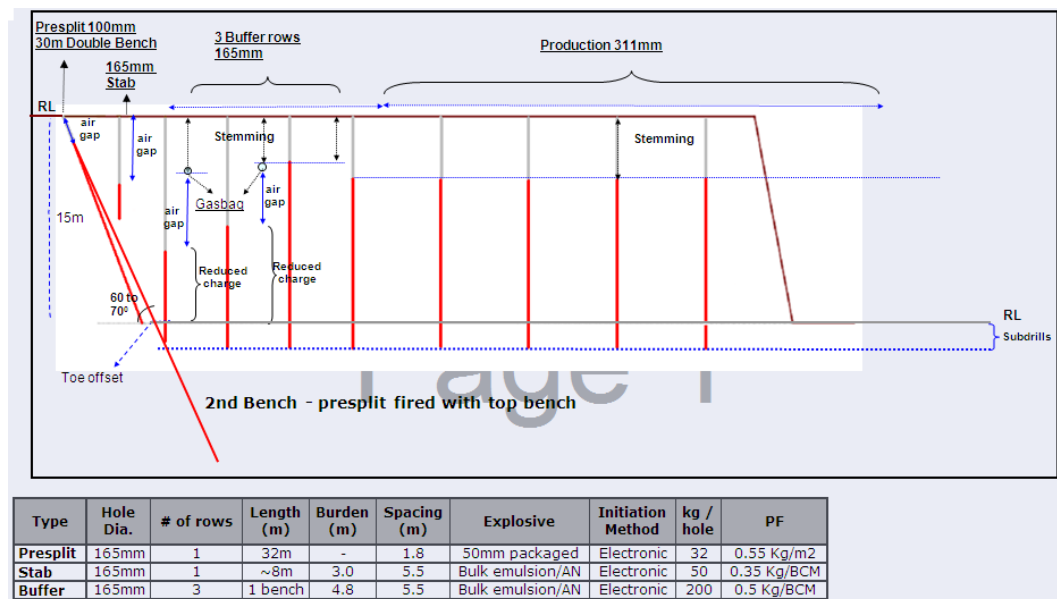 Presplit 100mm
30m Double Bench
3 Buffer rows
165mm
Production 311mm
165mm
Stab
RL
air
gap
air
gap
Stemming
Stemming
Gasbag
air
gap
air
gap
15m
Reduced
charge
Reduced
charge
60 to
70⁰
RL
Subdrills
Toe offset
Page 1
2nd Bench - presplit fired with top bench
Type Hole Dia. # of rows Length (m) Burden (m) Spacing (m) Explosive Initiation Method kg / hole PF
Presplit 165mm 1 32m - 1.8 50mm packaged Electronic 32 0.55 Kg/m2
Stab 165mm 1 ~8m 3.0 5.5 Bulk emulsion/AN Electronic 50 0.35 Kg/BCM
Buffer 165mm 3 1 bench 4.8 5.5 Bulk emulsion/AN Electronic 200 0.5 Kg/BCM